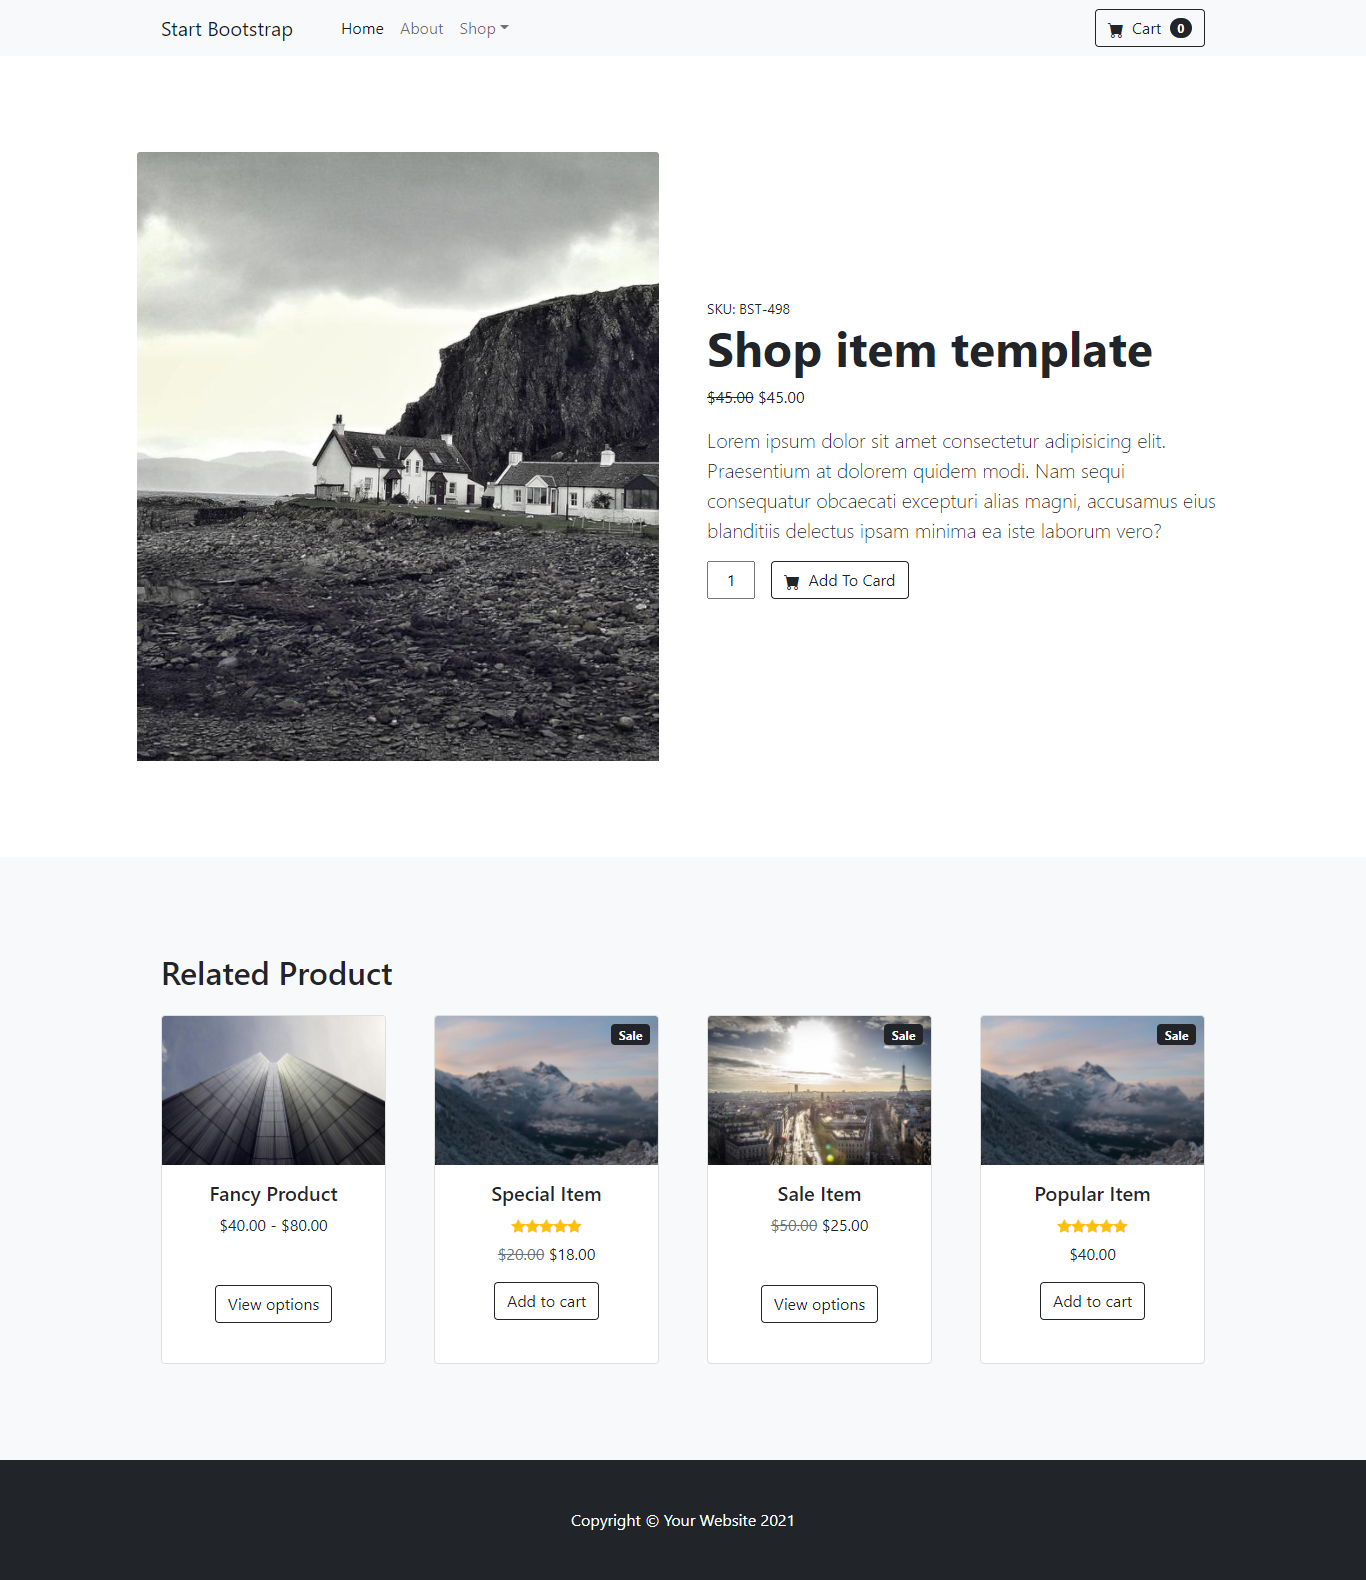 Start Bootstrap Home About Shop Cart 0
SKU: BST-498
Shop item template
$45.00 $45.00
Lorem ipsum dolor sit amet consectetur adipisicing elit.
Praesentium at dolorem quidem modi. Nam sequi
consequatur obcaecati excepturi alias magni, accusamus eius
blanditiis delectus ipsam minima ea iste laborum vero?
1 Add To Card
Related Product
Sale
Sale
Sale
Fancy Product
$40.00 - $80.00
View options
Special Item
$20.00 $18.00
Add to cart
Sale Item
$50.00 $25.00
View options
Popular Item
$40.00
Add to cart
Copyright © Your Website 2021